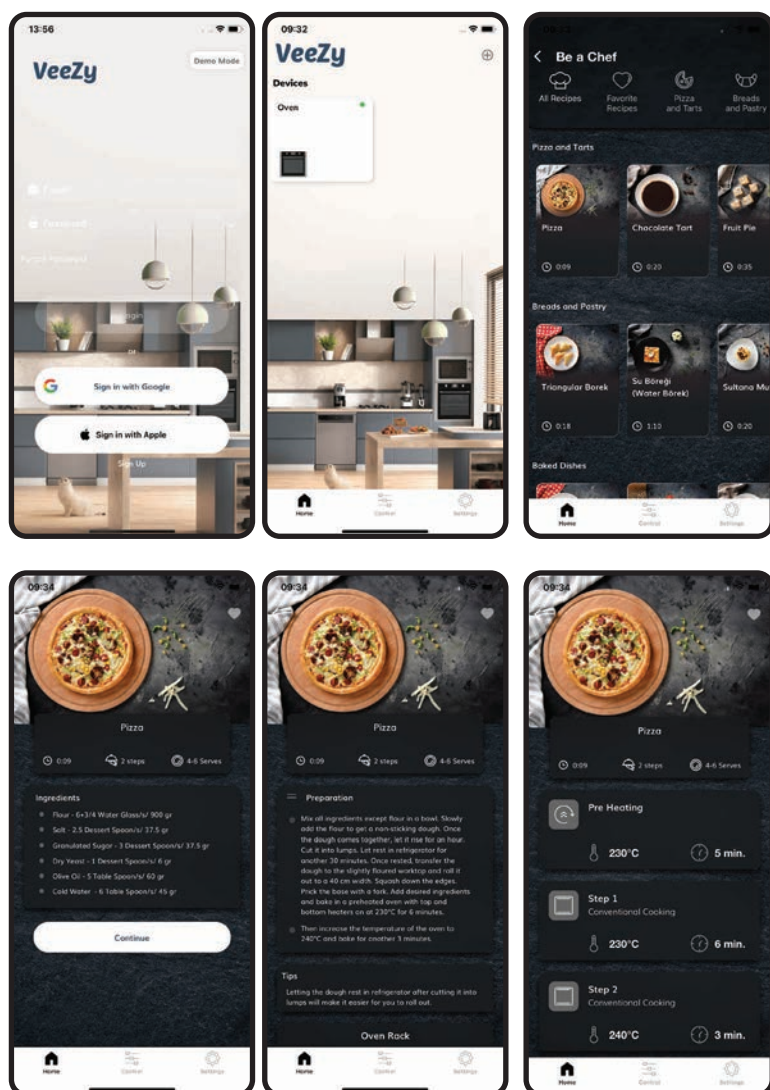 13:56
VeeZy
Demo Mode
Email
Password
Forgot Password
Login
or
Sign in with Google
Sign in with Apple
Sign Up
09:32
VeeZy
Devices
Oven
Home
Control
Settings
Be a Chef
All Recipes
Favorite
Recipes
Pizza
and Tarts
Breads
and Pastry
Pizza and Tarts
Pizza
Chocolate Tart
Fruit Pie
0:09
0:20
0:35
Breads and Pastry
Triangular Borek
Su Böreği
(Water Börek)
Sultana Mu
0:18
1:10
0:20
Baked Dishes
Home
Control
Settings
09:34
Pizza
0:09
2 steps
4-6 Serves
Ingredients
Flour - 6+3/4 Water Glass/s/ 900 gr
Salt - 2.5 Dessert Spoon/s/ 37.5 gr
Granulated Sugar - 3 Dessert Spoon/s/ 37.5 gr
Dry Yeast - 1 Dessert Spoon/s/ 6 gr
Olive Oil - 5 Table Spoon/s/ 60 gr
Cold Water - 6 Table Spoon/s/ 45 gr
Continue
Home
Control
Settings
09:34
Pizza
0:09
2 steps
4-6 Serves
Preparation
Mix all ingredients except flour in a bowl. Slowly
add the flour to get a non-sticking dough. Once
the dough comes together, let it rise for an hour.
Cut it into lumps. Let rest in refrigerator for
another 30 minutes. Once rested, transfer the
dough to the slightly floured worktop and roll it
out to a 40 cm width. Squash down the edges.
Prick the base with a fork. Add desired ingredients
and bake in a preheated oven with top and
bottom heaters on at 230°C for 6 minutes.
Then increase the temperature of the oven to
240°C and bake for another 3 minutes.
Tips
Letting the dough rest in refrigerator after cutting it into
lumps will make it easier for you to roll out.
Oven Rack
Home
Control
Settings
09:34
Pizza
0:09
2 steps
4-6 Serves
Pre Heating
230°C
5 min.
Step 1
Conventional Cooking
230°C
6 min.
Step 2
Conventional Cooking
240°C
3 min.
Home
Control
Settings